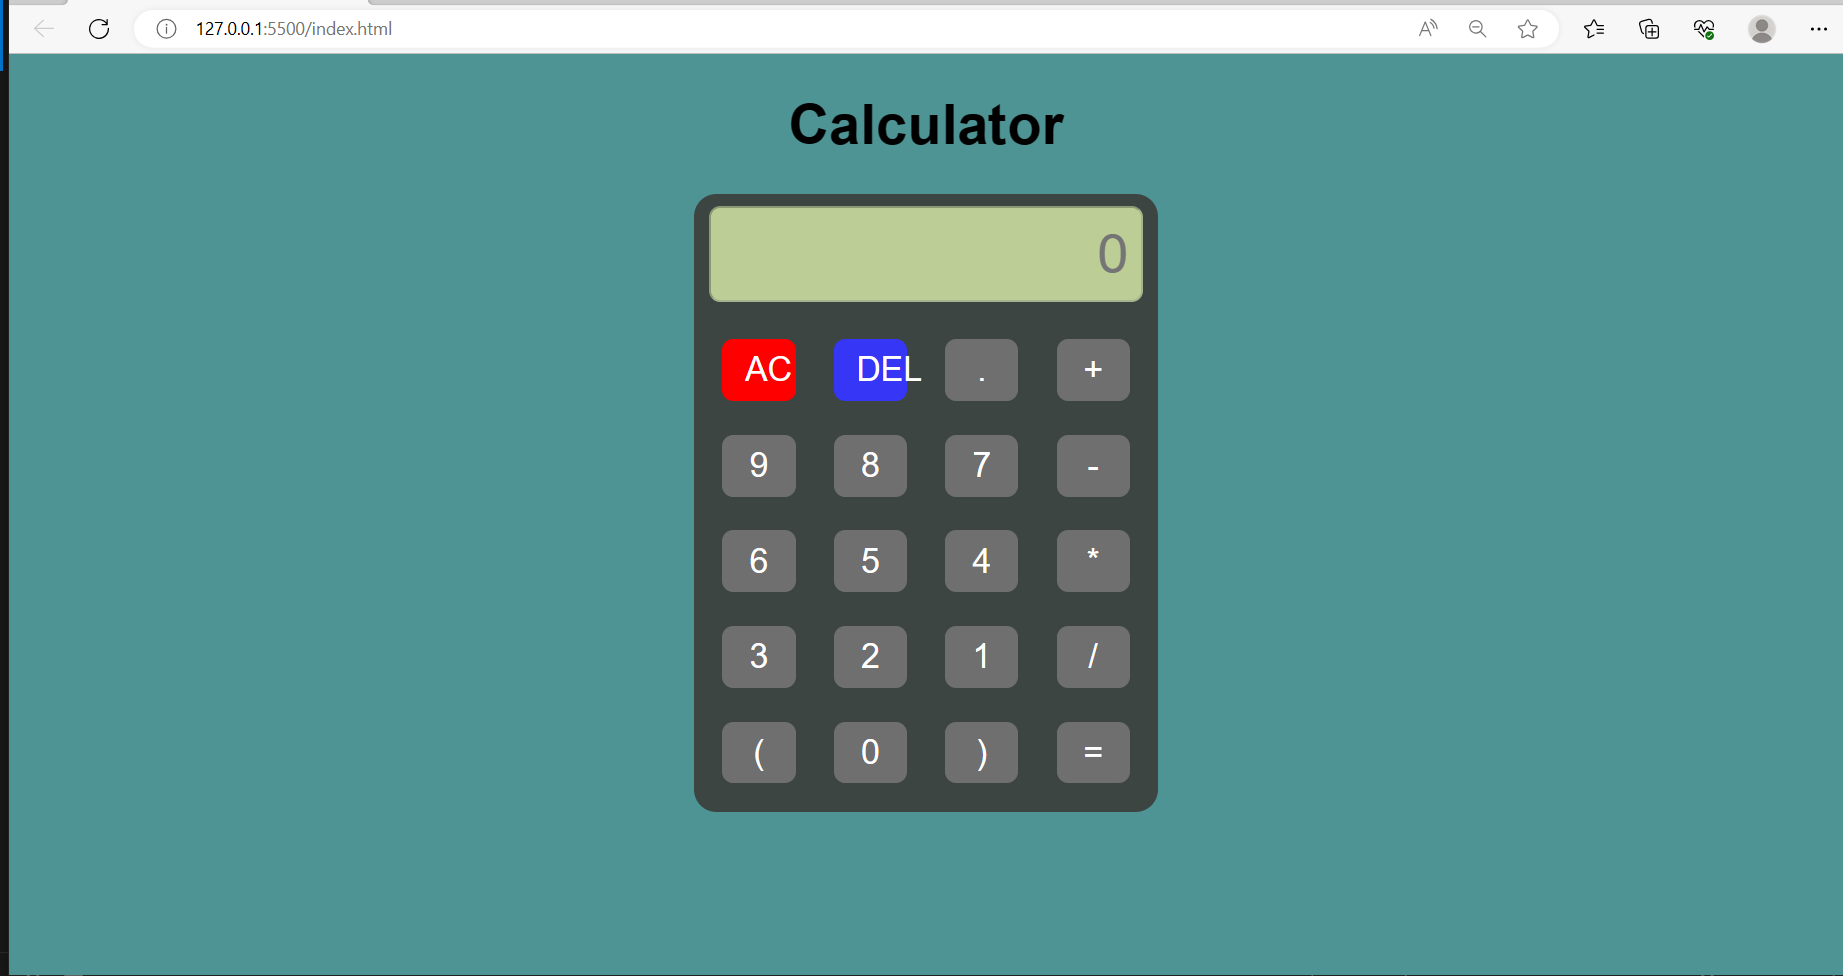 127.0.0.1:5500/index.html
Calculator
0
AC DEL . +
9 8 7 -
6 5 4 *
3 2 1 /
( 0 ) =